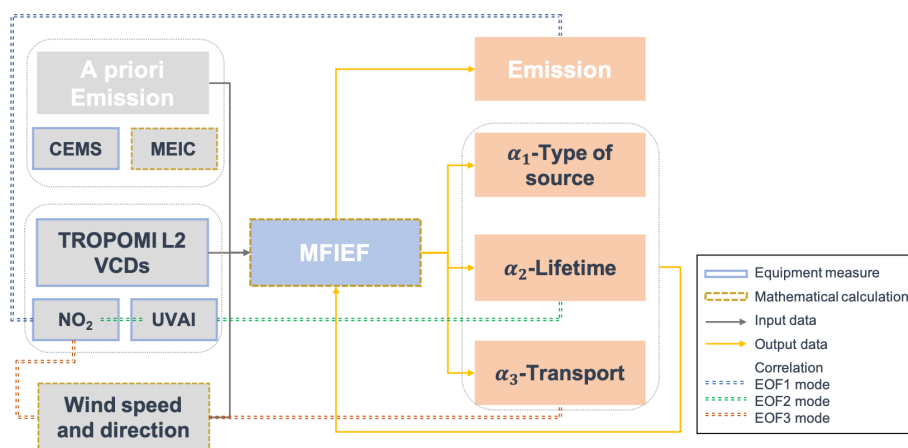 A priori
Emission
CEMS
MEIC
TROPOMI L2
VCDs
NO₂
UVAI
Wind speed
and direction
MFIEF
Emission
α₁-Type of
source
α₂-Lifetime
α₃-Transport
Equipment measure
Mathematical calculation
Input data
Output data
Correlation
EOF1 mode
EOF2 mode
EOF3 mode